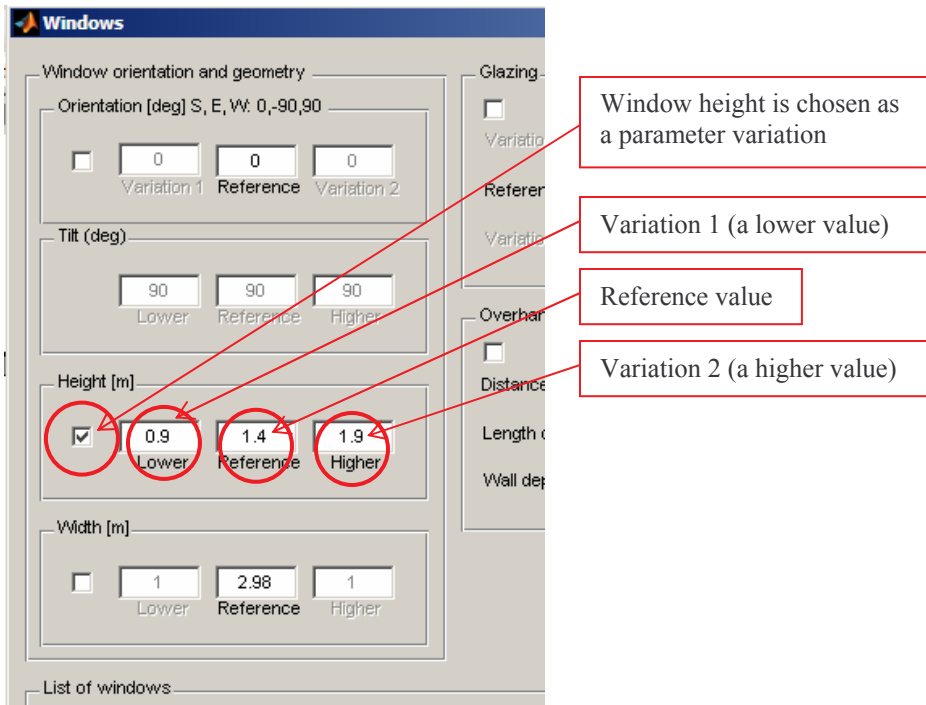 Windows
Window orientation and geometry
Orientation [deg] S, E, W: 0,-90,90
0 0 0
Variation 1 Reference Variation 2
Tilt (deg)
90 90 90
Lower Reference Higher
Height [m]
0.9 1.4 1.9
Lower Reference Higher
Width [m]
1 2.98 1
Lower Reference Higher
List of windows
Glazing
Variatio
Referen
Variatio
Overhan
Distance
Length o
Wall dep
Window height is chosen as
a parameter variation
Variation 1 (a lower value)
Reference value
Variation 2 (a higher value)